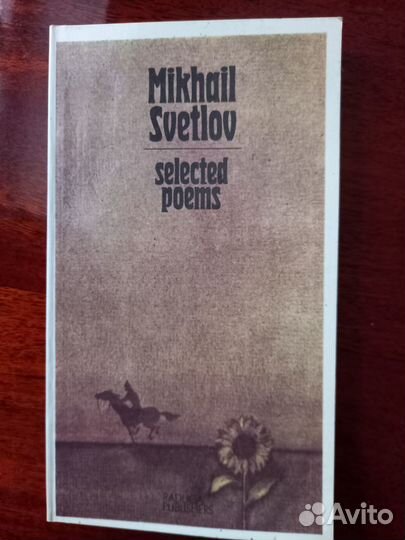 Mikhail
Svetlov
selected
poems
RADUGA
PUBLISHERS
Avito